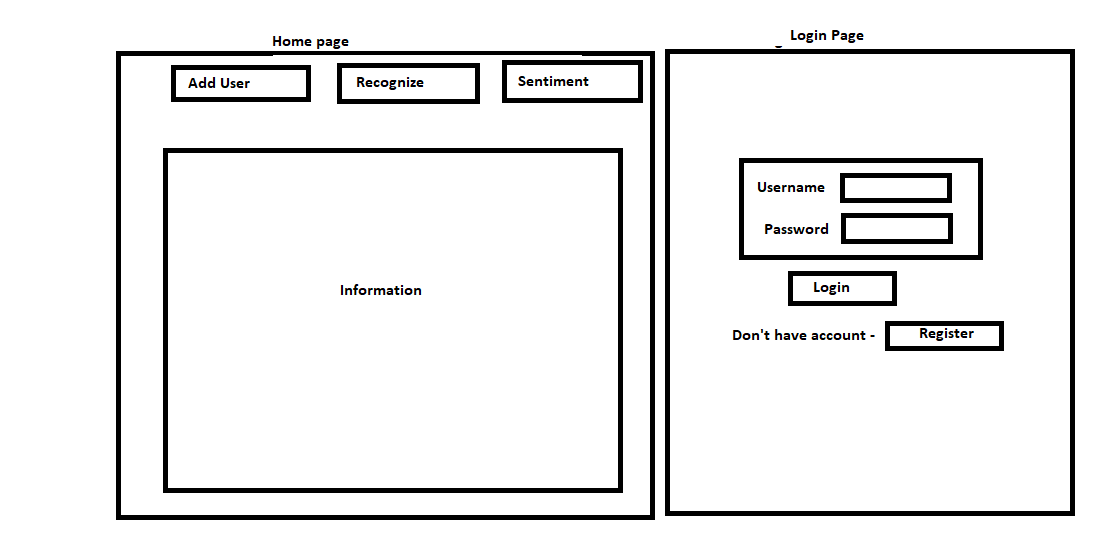 Home page
Add User
Recognize
Sentiment
Information
Login Page
Username
Password
Login
Don't have account -
Register